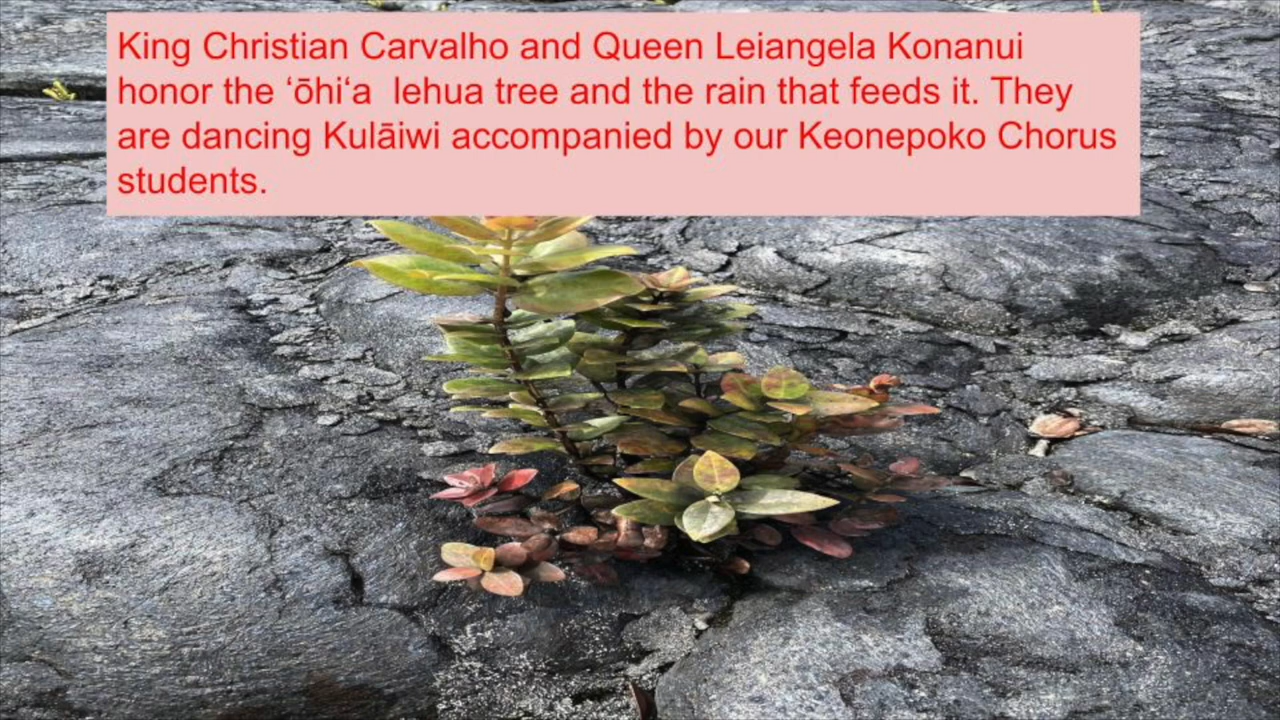 King Christian Carvalho and Queen Leiangela Konanui
honor the ʻōhiʻa  lehua tree and the rain that feeds it. They
are dancing Kulāiwi accompanied by our Keonepoko Chorus
students.